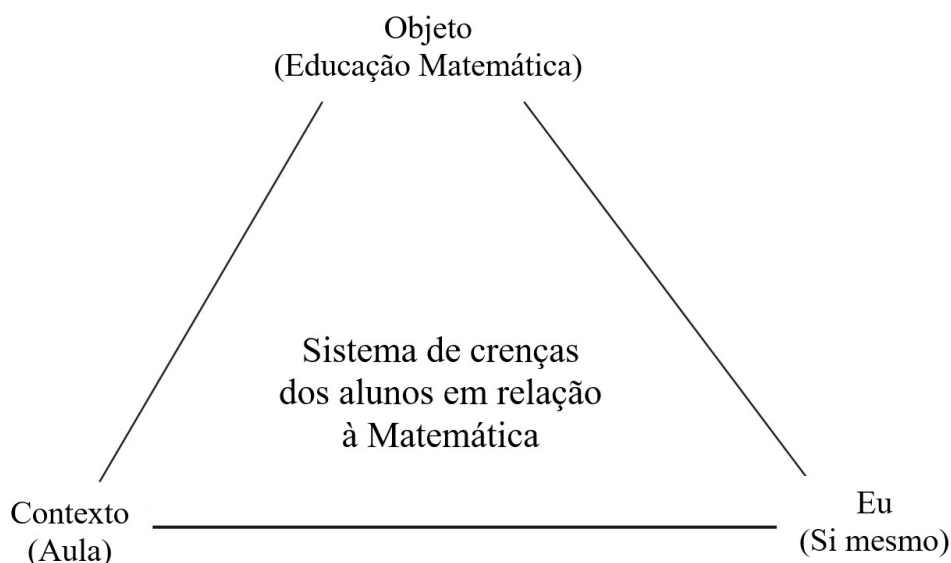 Objeto
(Educação Matemática)
Sistema de crenças
dos alunos em relação
à Matemática
Contexto
(Aula)
Eu
(Si mesmo)